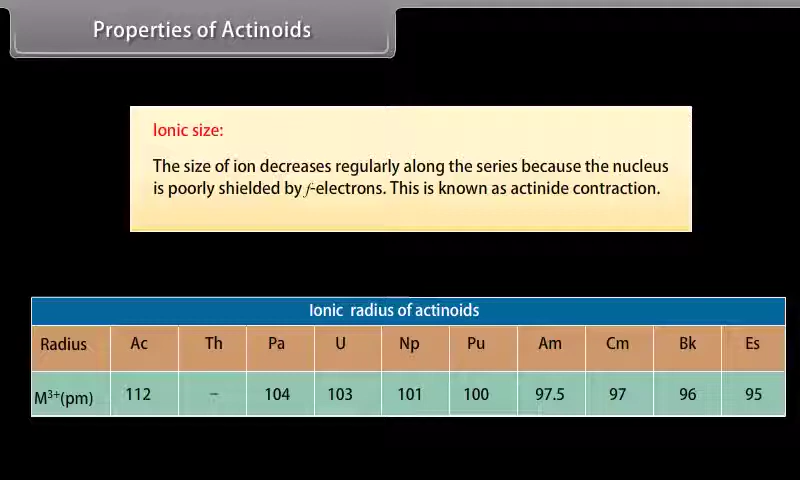 Properties of Actinoids
Ionic size:
The size of ion decreases regularly along the series because the nucleus
is poorly shielded by f-electrons. This is known as actinide contraction.
Ionic radius of actinoids
Radius Ac Th Pa U Np Pu Am Cm Bk Es
M³⁺(pm) 112 – 104 103 101 100 97.5 97 96 95